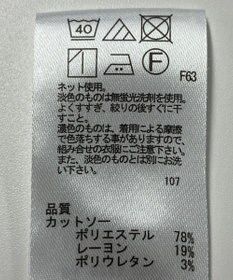 40
F
F63
ネット使用。
淡色のものは無蛍光洗剤を使用。
よくすすぎ、絞りの後すぐに干
すこと。
濃色のものは、着用による摩擦
で色落ちする事がありますので、
組み合せの衣服にご注意下さい。
また、淡色のものとは別にお洗
い下さい。
107
品質
カットソー
ポリエステル 78%
レーヨン 19%
ポリウレタン 3%